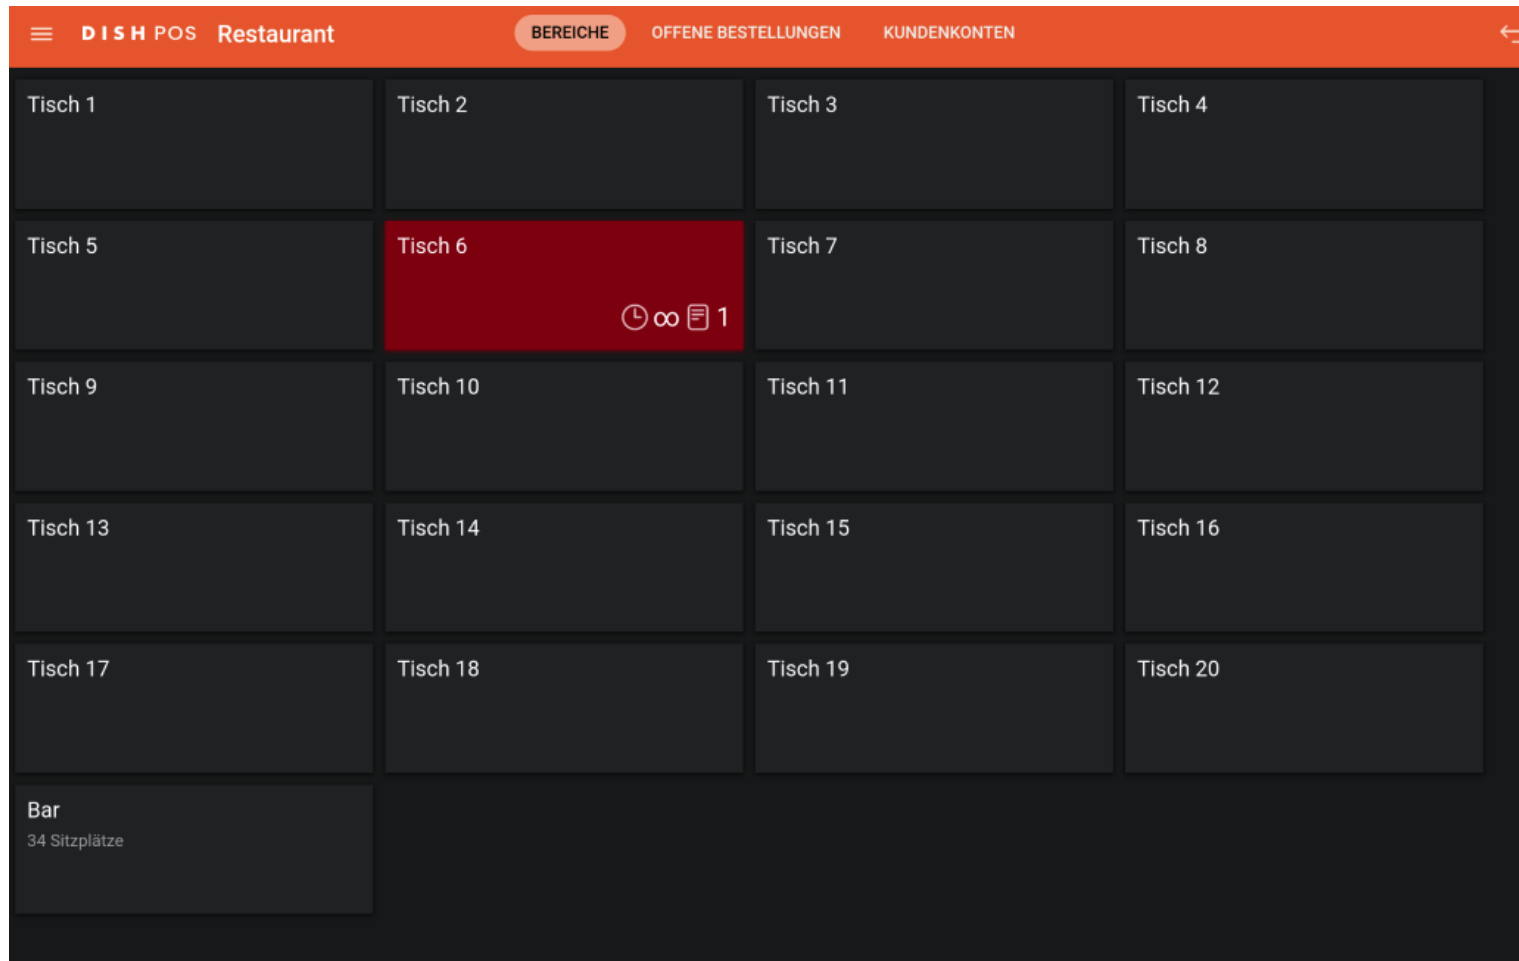 DISH POS Restaurant BEREICHE OFFENE BESTELLUNGEN KUNDENKONTEN
Tisch 1 Tisch 2 Tisch 3 Tisch 4
Tisch 5 Tisch 6 Tisch 7 Tisch 8
∞ 1
Tisch 9 Tisch 10 Tisch 11 Tisch 12
Tisch 13 Tisch 14 Tisch 15 Tisch 16
Tisch 17 Tisch 18 Tisch 19 Tisch 20
Bar
34 Sitzplätze